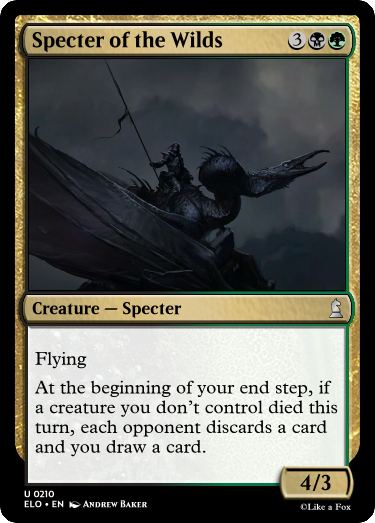 Specter of the Wilds 3
Creature — Specter
Flying
At the beginning of your end step, if
a creature you don't control died this
turn, each opponent discards a card
and you draw a card.
4/3
U 0210
ELO • EN Andrew Baker
©Like a Fox